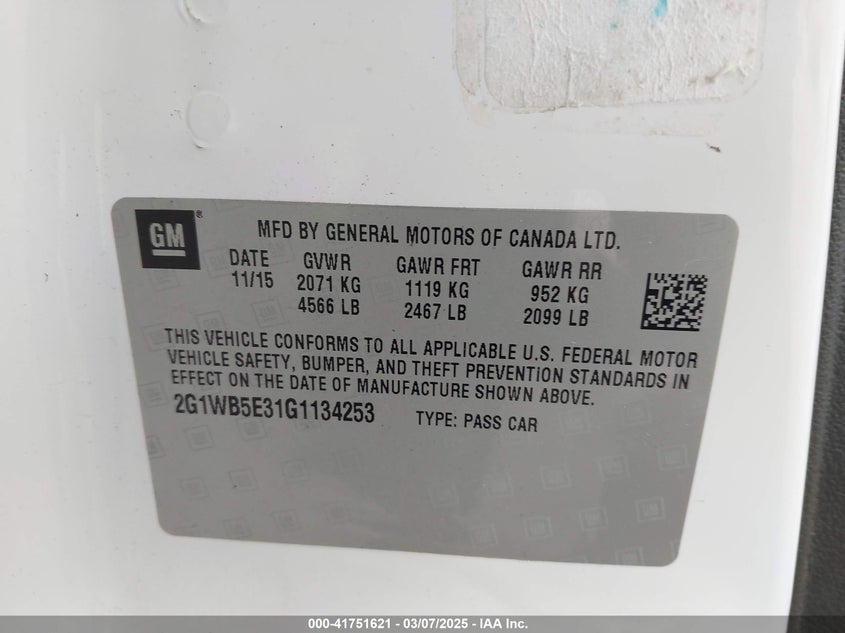 GM ®
MFD BY GENERAL MOTORS OF CANADA LTD.
DATE GVWR GAWR FRT GAWR RR
11/15 2071 KG 1119 KG 952 KG
4566 LB 2467 LB 2099 LB
THIS VEHICLE CONFORMS TO ALL APPLICABLE U.S. FEDERAL MOTOR
VEHICLE SAFETY, BUMPER, AND THEFT PREVENTION STANDARDS IN
EFFECT ON THE DATE OF MANUFACTURE SHOWN ABOVE.
2G1WB5E31G1134253 TYPE: PASS CAR
000-41751621 - 03/07/2025 - IAA Inc.